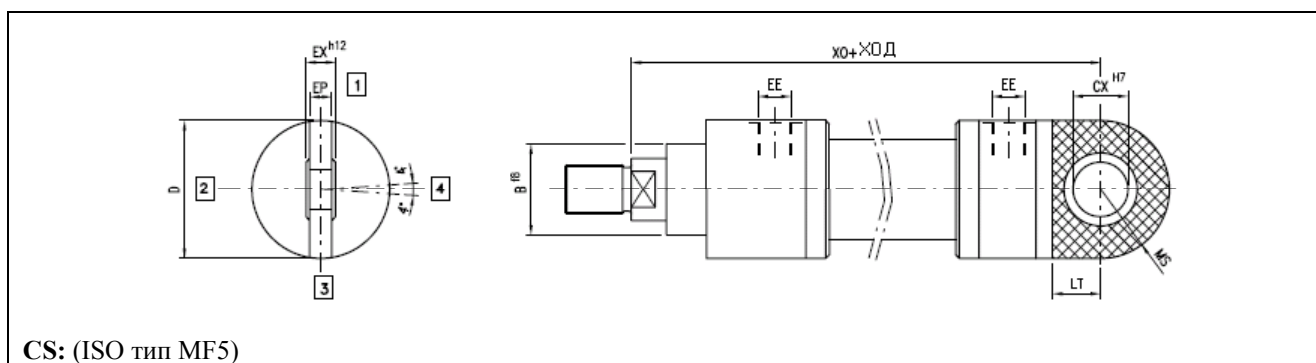 EX h12
EP
1
XO+ХОД
EE
EE
CX H7
D
2
4°
4°
4
B f8
MS
3
LT
CS: (ISO тип MF5)